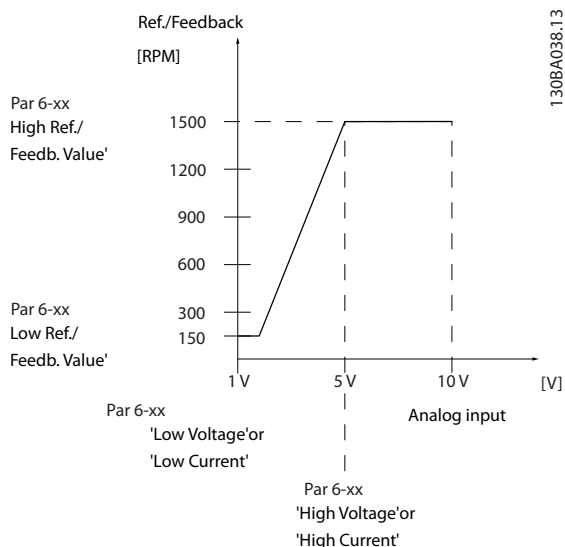 Ref./Feedback
[RPM]
130BA038.13
Par 6-xx
High Ref./
Feedb. Value'
1500
1200
900
600
300
150
Par 6-xx
Low Ref./
Feedb. Value'
1 V
5 V
10 V
[V]
Analog input
Par 6-xx
'Low Voltage'or
'Low Current'
Par 6-xx
'High Voltage'or
'High Current'